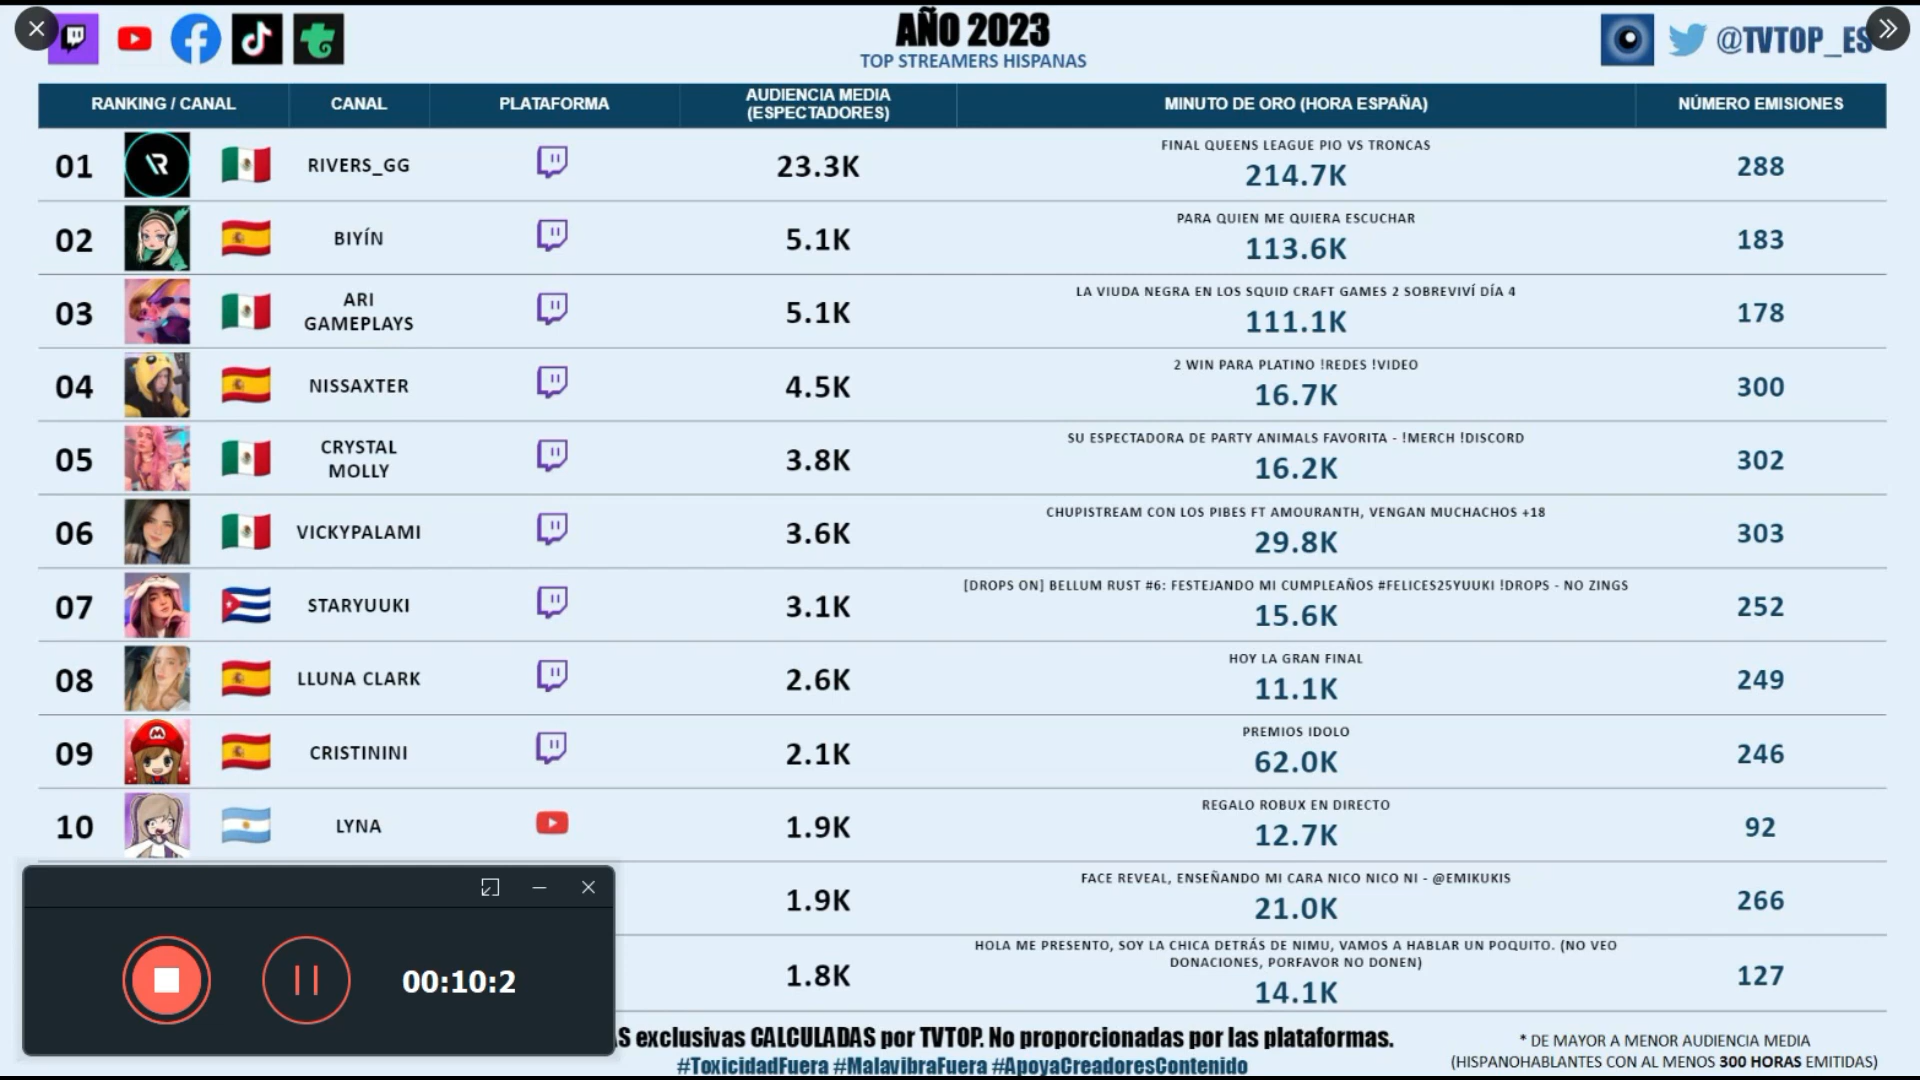 AÑO 2023
TOP STREAMERS HISPANAS
@TVTOP_ES
RANKING / CANAL
CANAL
PLATAFORMA
AUDIENCIA MEDIA
(ESPECTADORES)
MINUTO DE ORO (HORA ESPAÑA)
NÚMERO EMISIONES
01
RIVERS_GG
23.3K
FINAL QUEENS LEAGUE PIO VS TRONCAS
214.7K
288
02
BIYÍN
5.1K
PARA QUIEN ME QUIERA ESCUCHAR
113.6K
183
03
ARI
GAMEPLAYS
5.1K
LA VIUDA NEGRA EN LOS SQUID CRAFT GAMES 2 SOBREVIVÍ DÍA 4
111.1K
178
04
NISSAXTER
4.5K
2 WIN PARA PLATINO !REDES !VIDEO
16.7K
300
05
CRYSTAL
MOLLY
3.8K
SU ESPECTADORA DE PARTY ANIMALS FAVORITA - !MERCH !DISCORD
16.2K
302
06
VICKYPALAMI
3.6K
CHUPISTREAM CON LOS PIBES FT AMOURANTH, VENGAN MUCHACHOS +18
29.8K
303
07
STARYUUKI
3.1K
[DROPS ON] BELLUM RUST #6: FESTEJANDO MI CUMPLEAÑOS #FELICES25YUUKI !DROPS - NO ZINGS
15.6K
252
08
LLUNA CLARK
2.6K
HOY LA GRAN FINAL
11.1K
249
09
CRISTININI
2.1K
PREMIOS IDOLO
62.0K
246
10
LYNA
1.9K
REGALO ROBUX EN DIRECTO
12.7K
92
1.9K
FACE REVEAL, ENSEÑANDO MI CARA NICO NICO NI - @EMIKUKIS
21.0K
266
1.8K
HOLA ME PRESENTO, SOY LA CHICA DETRÁS DE NIMU, VAMOS A HABLAR UN POQUITO. (NO VEO
DONACIONES, PORFAVOR NO DONEN)
14.1K
127
00:10:2
S exclusivas CALCULADAS por TVTOP. No proporcionadas por las plataformas.
#ToxicidadFuera #MalavibraFuera #ApoyaCreadoresContenido
* DE MAYOR A MENOR AUDIENCIA MEDIA
(HISPANOHABLANTES CON AL MENOS 300 HORAS EMITIDAS)